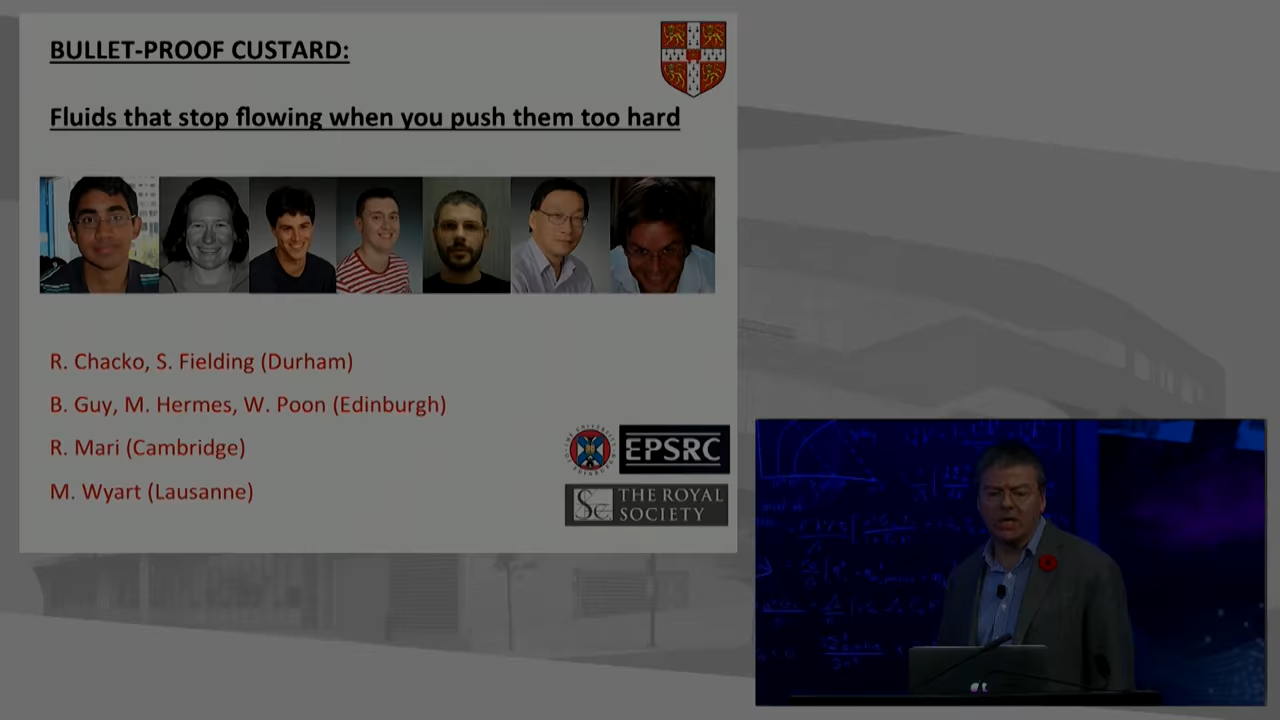 BULLET-PROOF CUSTARD:
Fluids that stop flowing when you push them too hard
R. Chacko, S. Fielding (Durham)
B. Guy, M. Hermes, W. Poon (Edinburgh)
R. Mari (Cambridge)
M. Wyart (Lausanne)
EPSRC
THE ROYAL
SOCIETY